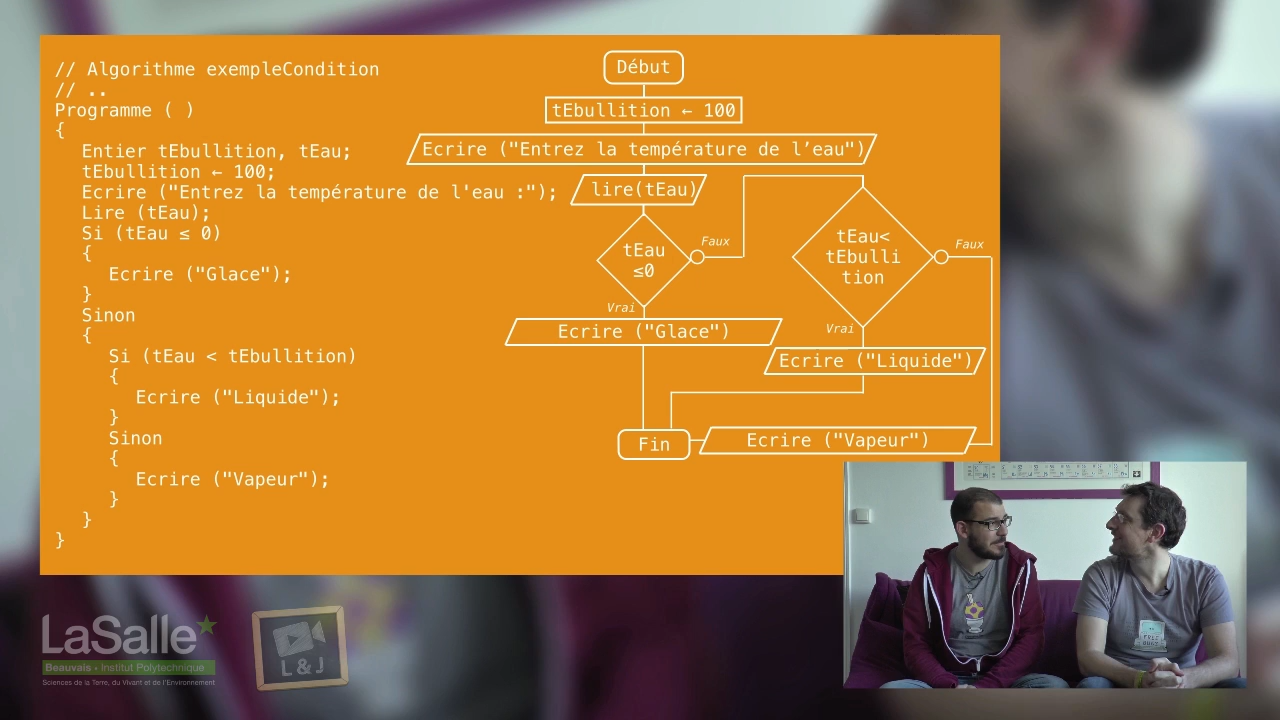 // Algorithme exempleCondition
// ..
Programme ( )
{
Entier tEbullition, tEau;
tEbullition ← 100;
Ecrire ("Entrez la température de l'eau :");
Lire (tEau);
Si (tEau ≤ 0)
{
Ecrire ("Glace");
}
Sinon
{
Si (tEau < tEbullition)
{
Ecrire ("Liquide");
}
Sinon
{
Ecrire ("Vapeur");
}
}
}
Début
tEbullition ← 100
Ecrire ("Entrez la température de l’eau")
lire(tEau)
tEau
≤0
Faux
Vrai
Ecrire ("Glace")
tEau<
tEbulli
tion
Faux
Vrai
Ecrire ("Liquide")
Ecrire ("Vapeur")
Fin
LaSalle
Beauvais • Institut Polytechnique
Sciences de la Terre, du Vivant et de l'Environnement
L&J
FREE
HUGS